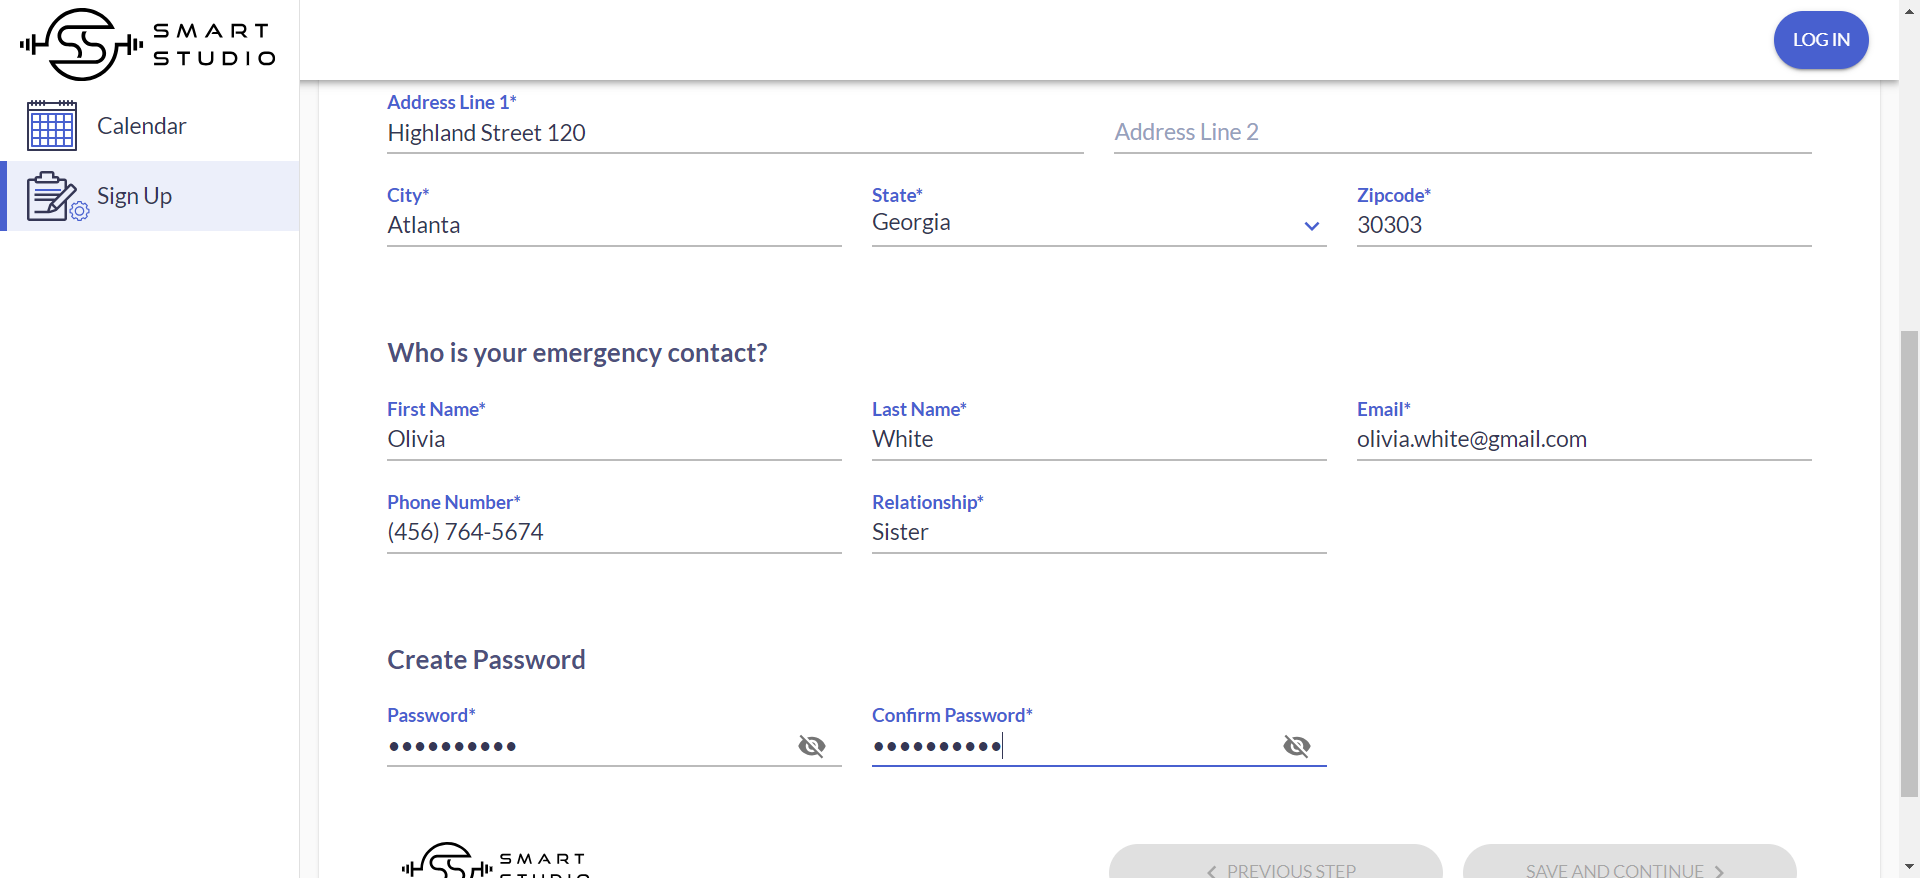 SMART
STUDIO
LOG IN
Calendar
Sign Up
Address Line 1*
Highland Street 120
Address Line 2
City*
Atlanta
State*
Georgia
Zipcode*
30303
Who is your emergency contact?
First Name*
Olivia
Last Name*
White
Email*
olivia.white@gmail.com
Phone Number*
(456) 764-5674
Relationship*
Sister
Create Password
Password*
••••••••••
Confirm Password*
••••••••••
SMART
STUDIO
PREVIOUS STEP
SAVE AND CONTINUE